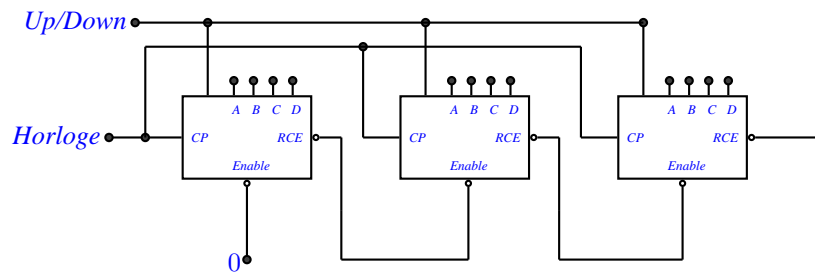 Up/Down
A B C D A B C D A B C D
Horloge CP RCE CP RCE CP RCE
Enable Enable Enable
0